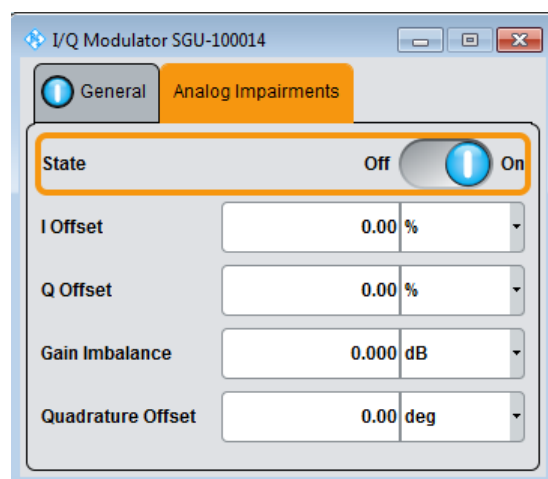 I/Q Modulator SGU-100014
General Analog Impairments
State Off On
I Offset 0.00 %
Q Offset 0.00 %
Gain Imbalance 0.000 dB
Quadrature Offset 0.00 deg